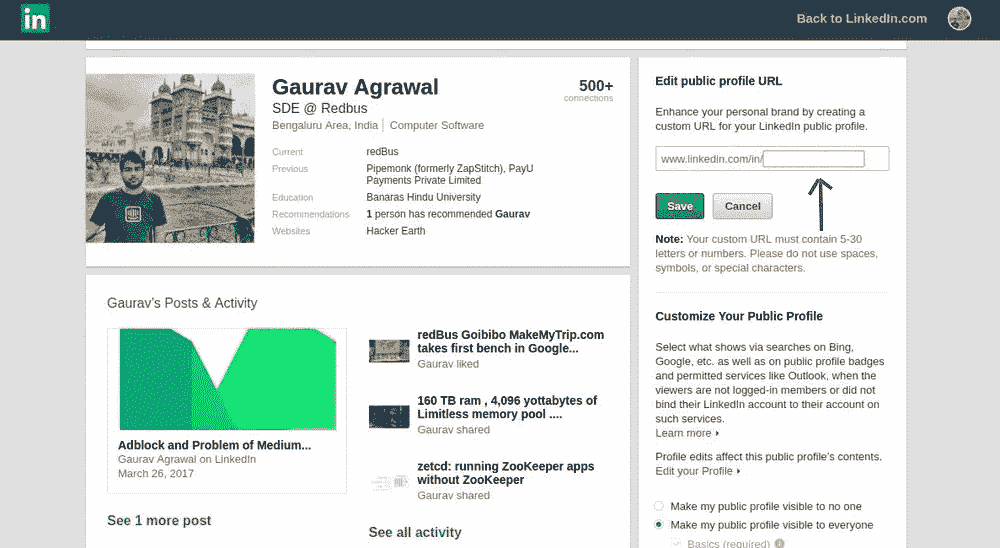 in
Back to LinkedIn.com
Gaurav Agrawal
500+
connections
SDE @ Redbus
Bengaluru Area, India | Computer Software
Current redBus
Previous Pipemonk (formerly ZapStitch), PayU
Payments Private Limited
Education Banaras Hindu University
Recommendations 1 person has recommended Gaurav
Websites Hacker Earth
Gaurav's Posts & Activity
Adblock and Problem of Medium...
Gaurav Agrawal on LinkedIn
March 26, 2017
See 1 more post
redBus Goibibo MakeMyTrip.com
takes first bench in Google...
Gaurav liked
160 TB ram , 4,096 yottabytes of
Limitless memory pool ....
Gaurav shared
zetcd: running ZooKeeper apps
without ZooKeeper
Gaurav shared
See all activity
Edit public profile URL
Enhance your personal brand by creating a
custom URL for your LinkedIn public profile.
www.linkedin.com/in/
Save
Cancel
Note: Your custom URL must contain 5-30
letters or numbers. Please do not use spaces,
symbols, or special characters.
Customize Your Public Profile
Select what shows via searches on Bing,
Google, etc. as well as on public profile badges
and permitted services like Outlook, when the
viewers are not logged-in members or did not
bind their LinkedIn account to their account on
such services.
Learn more
Profile edits affect this public profile's contents.
Edit your Profile
Make my public profile visible to no one
Make my public profile visible to everyone
Basics (required)